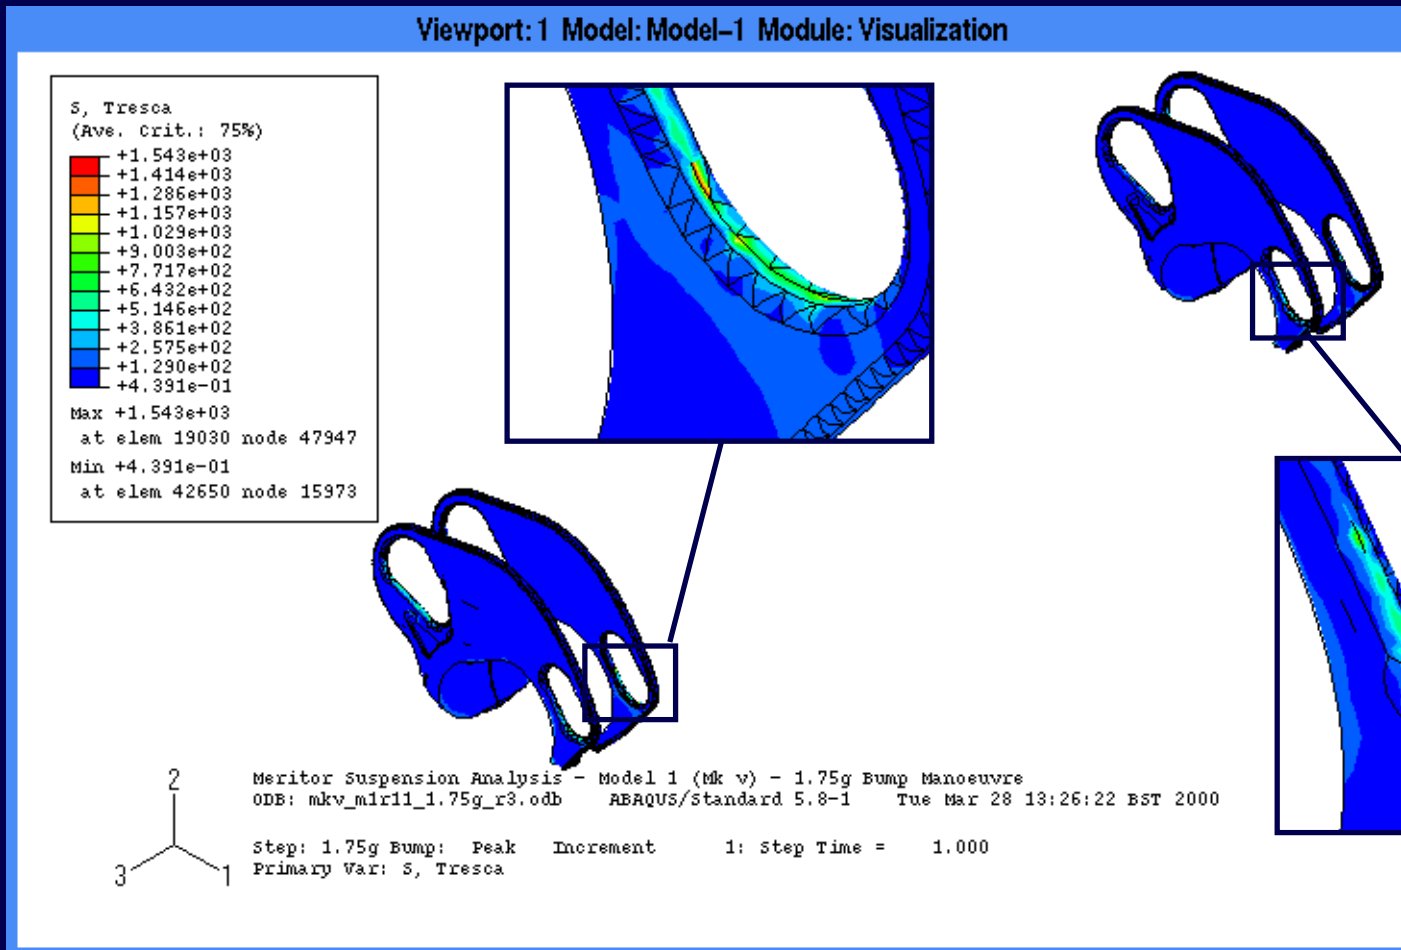 Viewport: 1 Model: Model-1 Module: Visualization
S, Tresca
(Ave. Crit.: 75%)
+1.543e+03
+1.414e+03
+1.286e+03
+1.157e+03
+1.029e+03
+9.003e+02
+7.717e+02
+6.432e+02
+5.146e+02
+3.861e+02
+2.575e+02
+1.290e+02
+4.391e-01
Max +1.543e+03
at elem 19030 node 47947
Min +4.391e-01
at elem 42650 node 15973
2
3
1
Meritor Suspension Analysis - Model 1 (Mk v) - 1.75g Bump Manoeuvre
ODB: mkv_m1r11_1.75g_r3.odb ABAQUS/Standard 5.8-1 Tue Mar 28 13:26:22 BST 2000
Step: 1.75g Bump: Peak Increment 1: Step Time = 1.000
Primary Var: S, Tresca